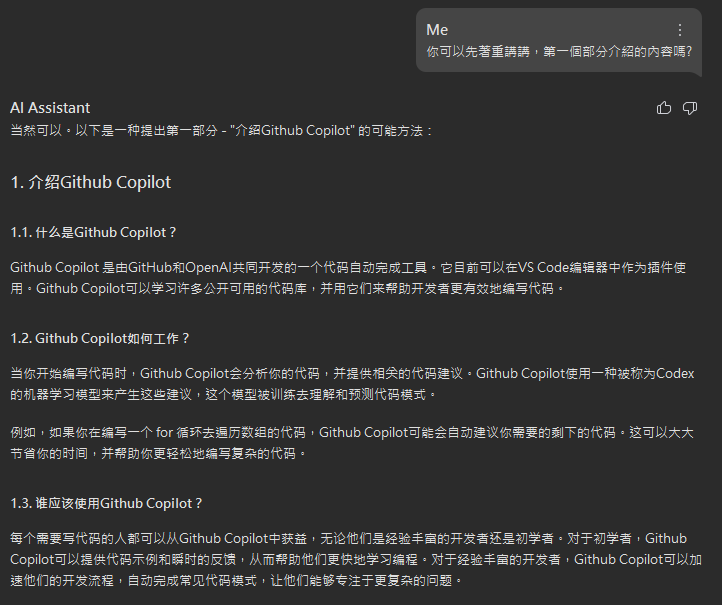 Me
你可以先著重講講，第一個部分介紹的內容嗎?
AI Assistant
当然可以。以下是一种提出第一部分 - "介绍Github Copilot" 的可能方法：
1. 介绍Github Copilot
1.1. 什么是Github Copilot？
Github Copilot 是由GitHub和OpenAI共同开发的一个代码自动完成工具。它目前可以在VS Code编辑器中作为插件使
用。Github Copilot可以学习许多公开可用的代码库，并用它们来帮助开发者更有效地编写代码。
1.2. Github Copilot如何工作？
当你开始编写代码时，Github Copilot会分析你的代码，并提供相关的代码建议。Github Copilot使用一种被称为Codex
的机器学习模型来产生这些建议，这个模型被训练去理解和预测代码模式。
例如，如果你在编写一个 for 循环去遍历数组的代码，Github Copilot可能会自动建议你需要的剩下的代码。这可以大大
节省你的时间，并帮助你更轻松地编写复杂的代码。
1.3. 谁应该使用Github Copilot？
每个需要写代码的人都可以从Github Copilot中获益，无论他们是经验丰富的开发者还是初学者。对于初学者，Github
Copilot可以提供代码示例和瞬时的反馈，从而帮助他们更快地学习编程。对于经验丰富的开发者，Github Copilot可以加
速他们的开发流程，自动完成常见代码模式，让他们能够专注于更复杂的问题。